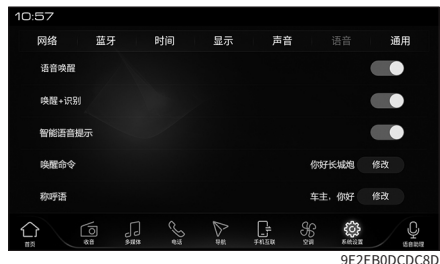 10:57
网络 蓝牙 时间 显示 声音 语音 通用
语音唤醒
唤醒+识别
智能语音提示
唤醒命令 你好长城炮 修改
称呼语 车主，你好 修改
首页 收音 多媒体 电话 导航 手机互联 空调 系统设置 语音助理
9E2EB0DCDC8D